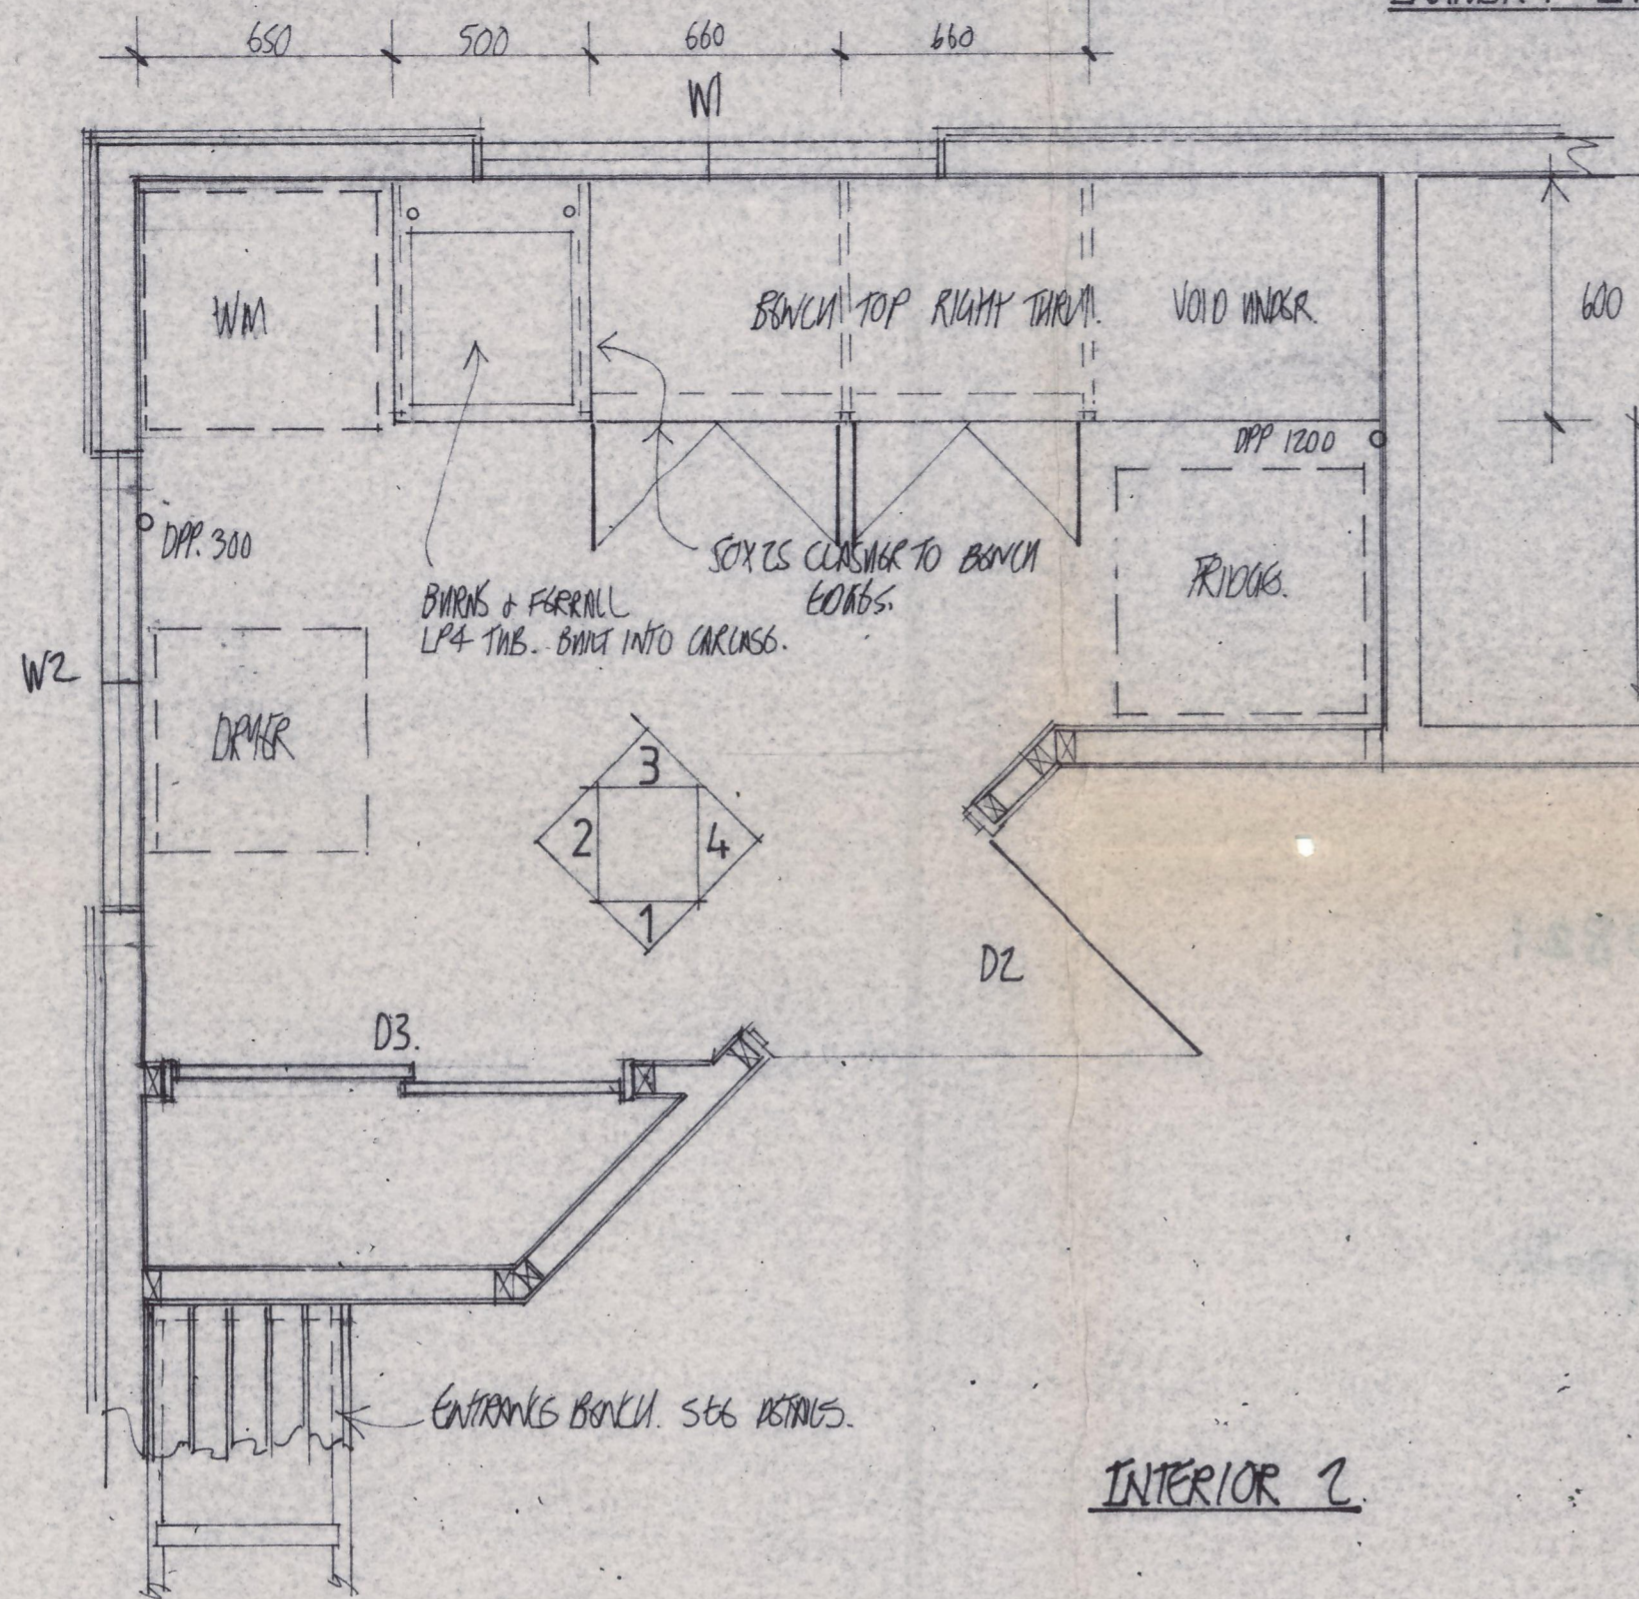 650 500 660 660
W1
WM
BENCH TOP RIGHT THRU.
VOID UNDER.
600
DPP 1200
DPP. 300
50X25 CLASHER TO BENCH
EDGES.
BURNS & FERRALL
LP4 TUB. BUILT INTO CARCASE.
FRIDGE.
W2
DRYER
3
2 4
1
D2
D3.
ENTRANCE BENCH. SEE DETAILS.
INTERIOR 2.